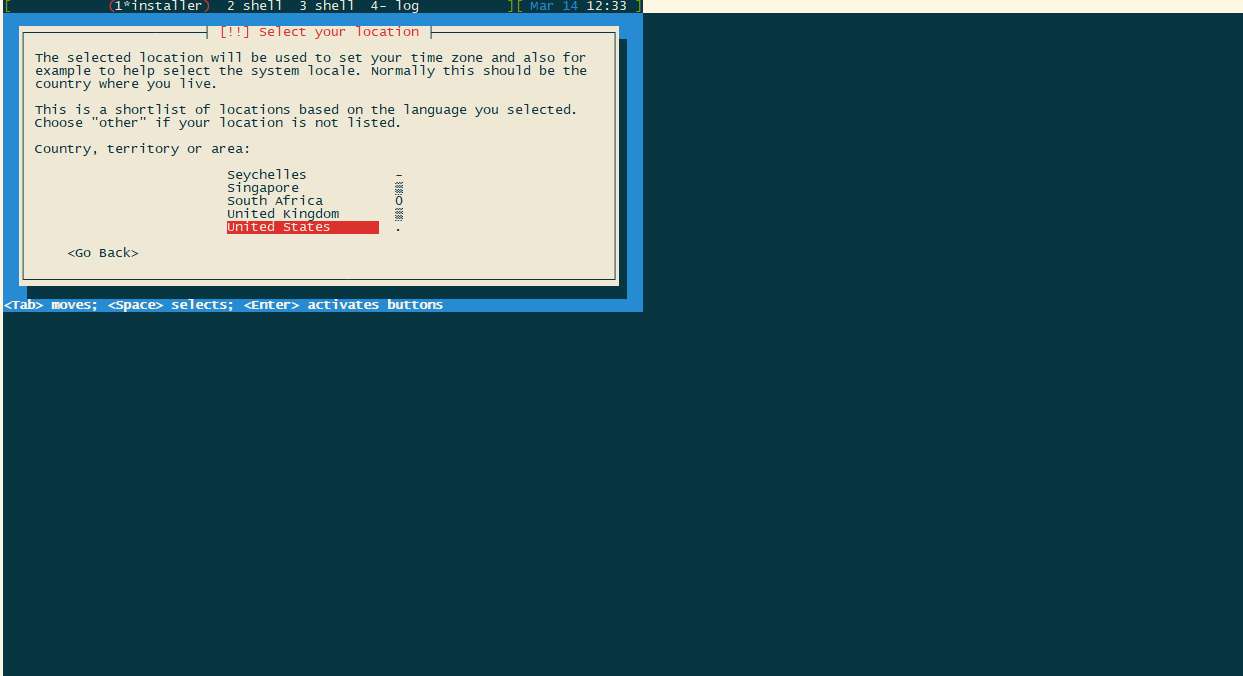 [ (1*installer) 2 shell 3 shell 4- log ][ Mar 14 12:33 ]
[!!] Select your location
The selected location will be used to set your time zone and also for
example to help select the system locale. Normally this should be the
country where you live.
This is a shortlist of locations based on the language you selected.
Choose "other" if your location is not listed.
Country, territory or area:
Seychelles -
Singapore ▒
South Africa 0
United Kingdom ▒
United States .
<Go Back>
<Tab> moves; <Space> selects; <Enter> activates buttons